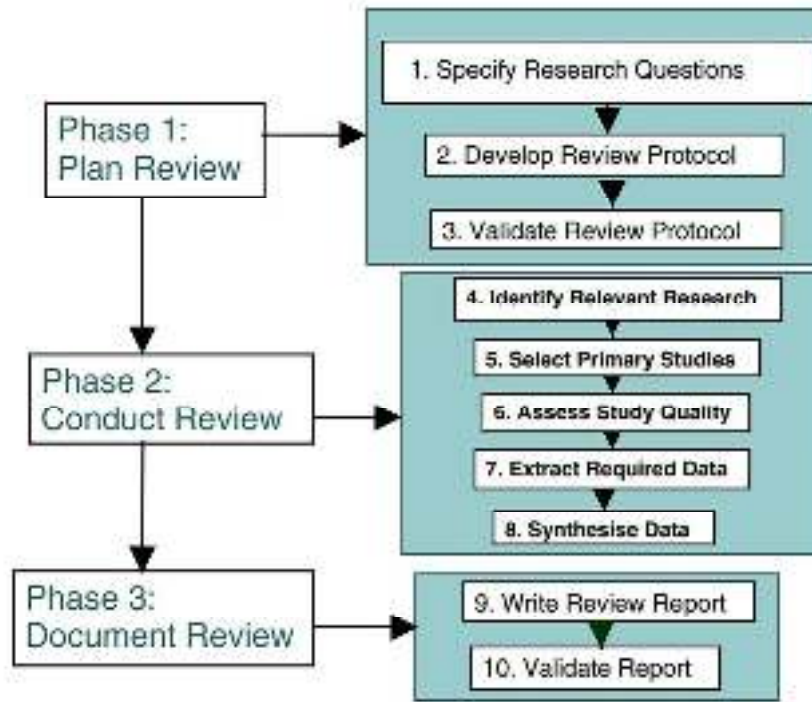 Phase 1:
Plan Review
1. Specify Research Questions
2. Develop Review Protocol
3. Validate Review Protocol
Phase 2:
Conduct Review
4. Identify Relevant Research
5. Select Primary Studies
6. Assess Study Quality
7. Extract Required Data
8. Synthesise Data
Phase 3:
Document Review
9. Write Review Report
10. Validate Report